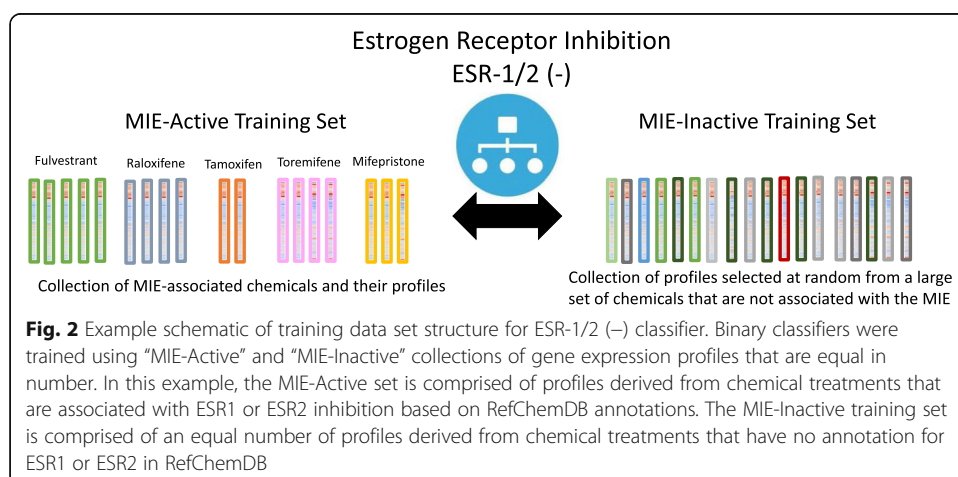 Estrogen Receptor Inhibition
ESR-1/2 (-)
MIE-Active Training Set
MIE-Inactive Training Set
Fulvestrant
Raloxifene
Tamoxifen
Toremifene
Mifepristone
Collection of MIE-associated chemicals and their profiles
Collection of profiles selected at random from a large
set of chemicals that are not associated with the MIE
Fig. 2 Example schematic of training data set structure for ESR-1/2 (−) classifier. Binary classifiers were
trained using “MIE-Active” and “MIE-Inactive” collections of gene expression profiles that are equal in
number. In this example, the MIE-Active set is comprised of profiles derived from chemical treatments that
are associated with ESR1 or ESR2 inhibition based on RefChemDB annotations. The MIE-Inactive training set
is comprised of an equal number of profiles derived from chemical treatments that have no annotation for
ESR1 or ESR2 in RefChemDB